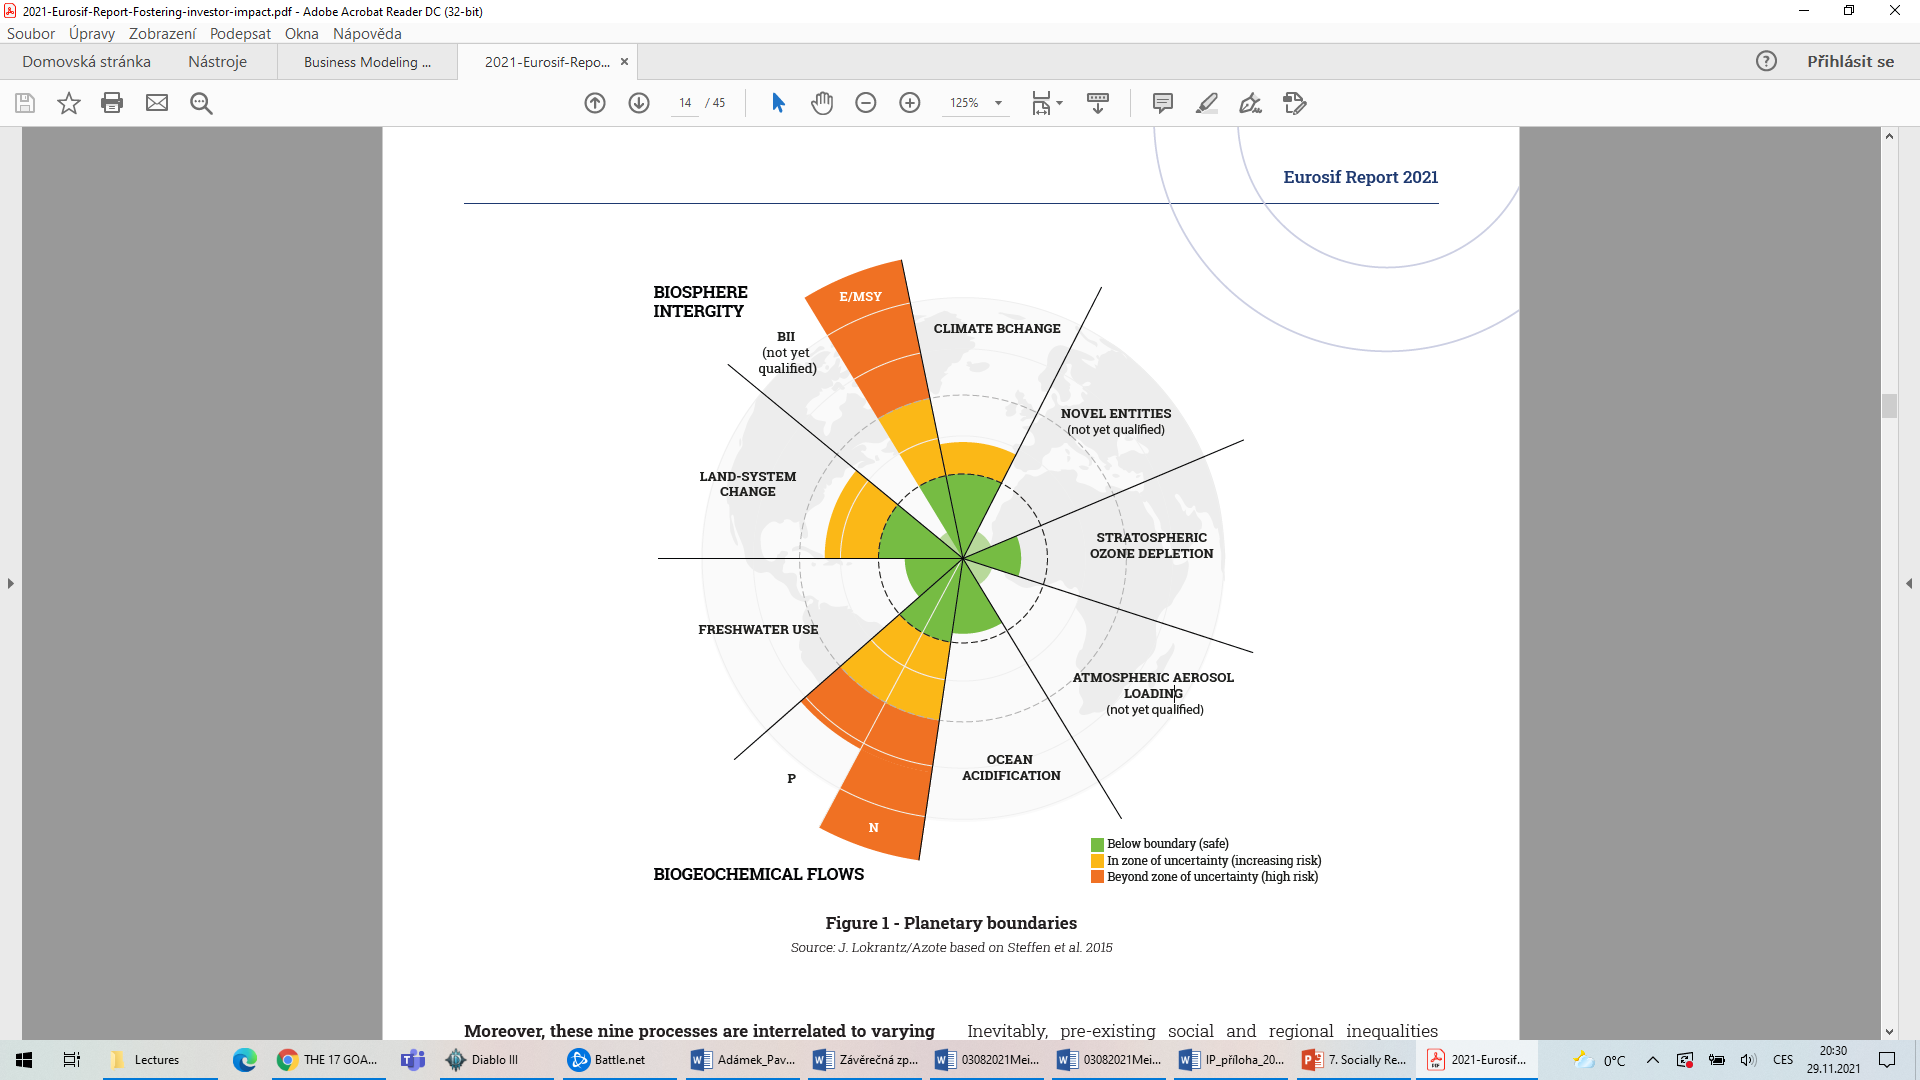 2021-Eurosif-Report-Fostering-investor-impact.pdf - Adobe Acrobat Reader DC (32-bit)
Soubor Úpravy Zobrazení Podepsat Okna Nápověda
Domovská stránka Nástroje Business Modeling ... 2021-Eurosif-Repo... × ? Přihlásit se
14 / 45 125%
Eurosif Report 2021
BIOSPHERE
INTERGITY
E/MSY
BII
(not yet
qualified)
CLIMATE BCHANGE
NOVEL ENTITIES
(not yet qualified)
LAND-SYSTEM
CHANGE
STRATOSPHERIC
OZONE DEPLETION
FRESHWATER USE
ATMOSPHERIC AEROSOL
LOADING
(not yet qualified)
OCEAN
ACIDIFICATION
P
N
BIOGEOCHEMICAL FLOWS
Below boundary (safe)
In zone of uncertainty (increasing risk)
Beyond zone of uncertainty (high risk)
Figure 1 - Planetary boundaries
Source: J. Lokrantz/Azote based on Steffen et al. 2015
Moreover, these nine processes are interrelated to varying
Inevitably, pre-existing social and regional inequalities
Lectures THE 17 GOA... Diablo III Battle.net Adámek_Pav... Závěrečná zp... 03082021Mei... 03082021Mei... IP_příloha_20... 7. Socially Re... 2021-Eurosif... 0°C CES 20:30
29.11.2021